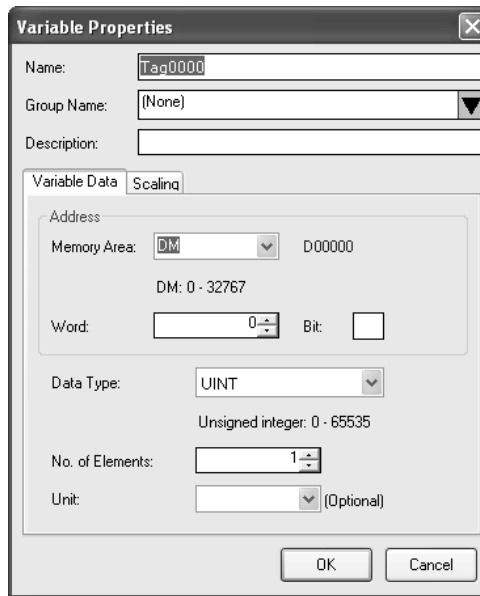 Variable Properties
Name: Tag0000
Group Name: (None)
Description:
Variable Data Scaling
Address
Memory Area: DM D00000
DM: 0 - 32767
Word: 0 Bit:
Data Type: UINT
Unsigned integer: 0 - 65535
No. of Elements: 1
Unit: (Optional)
OK Cancel